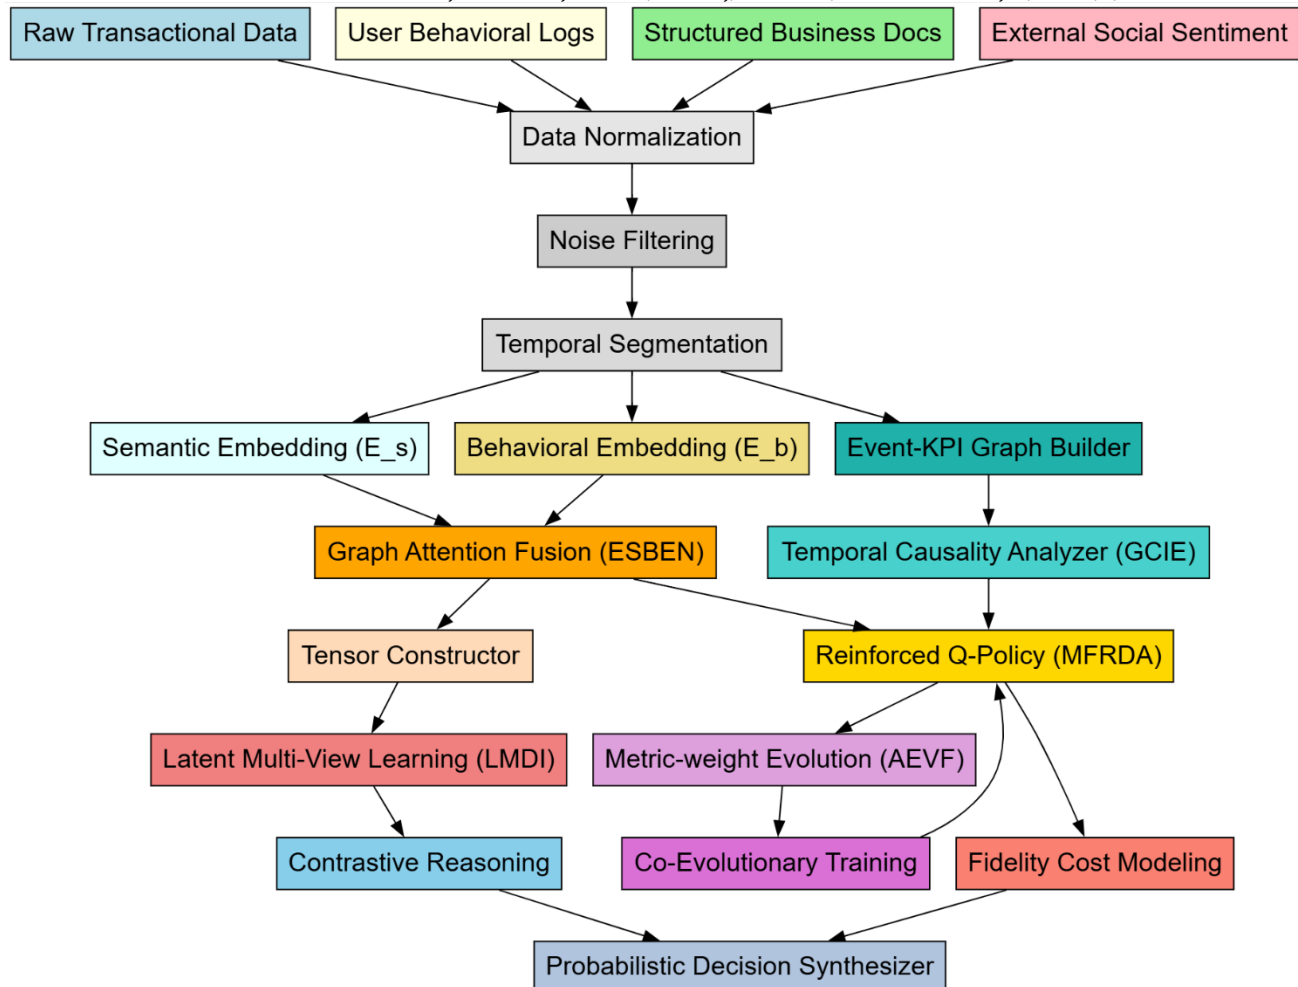 Raw Transactional Data
User Behavioral Logs
Structured Business Docs
External Social Sentiment
Data Normalization
Noise Filtering
Temporal Segmentation
Semantic Embedding (E_s)
Behavioral Embedding (E_b)
Event-KPI Graph Builder
Graph Attention Fusion (ESBEN)
Temporal Causality Analyzer (GCIE)
Tensor Constructor
Reinforced Q-Policy (MFRDA)
Latent Multi-View Learning (LMDI)
Metric-weight Evolution (AEVF)
Contrastive Reasoning
Co-Evolutionary Training
Fidelity Cost Modeling
Probabilistic Decision Synthesizer